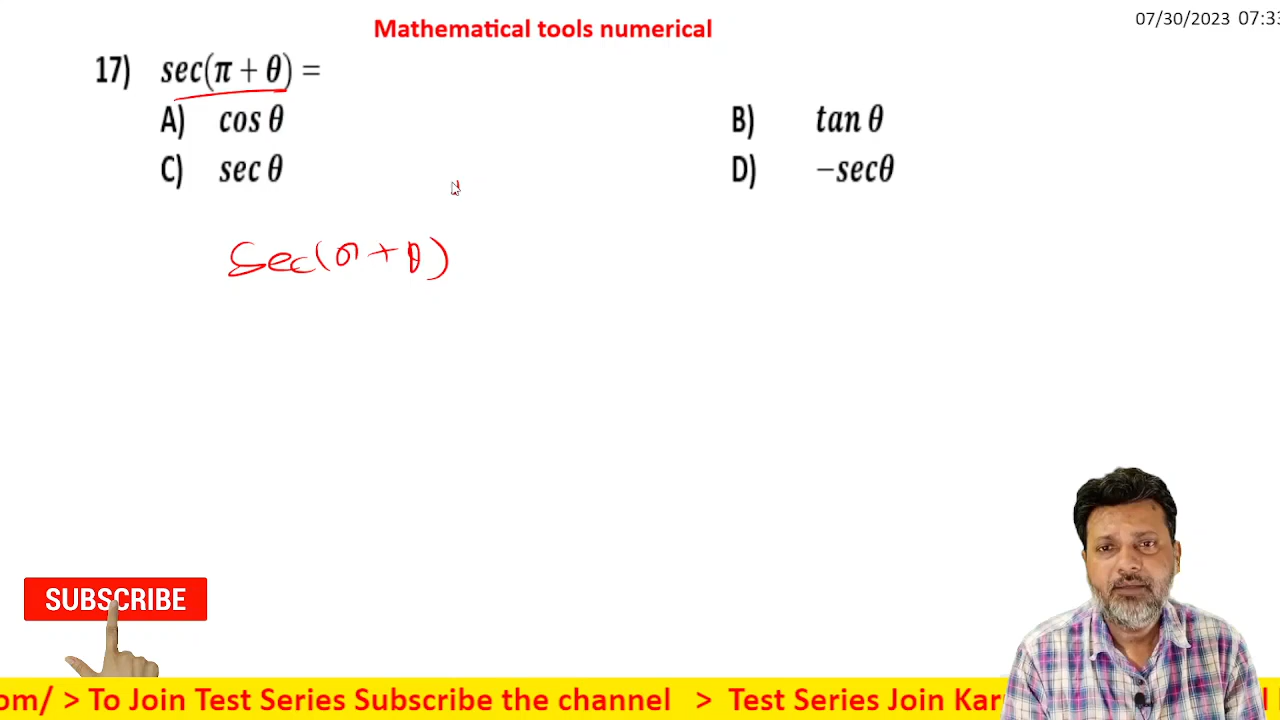 Mathematical tools numerical
07/30/2023 07:33
17) sec(π + θ) =
A) cos θ
B) tan θ
C) sec θ
D) −secθ
Sec(π+θ)
SUBSCRIBE
om/ > To Join Test Series Subscribe the channel > Test Series Join